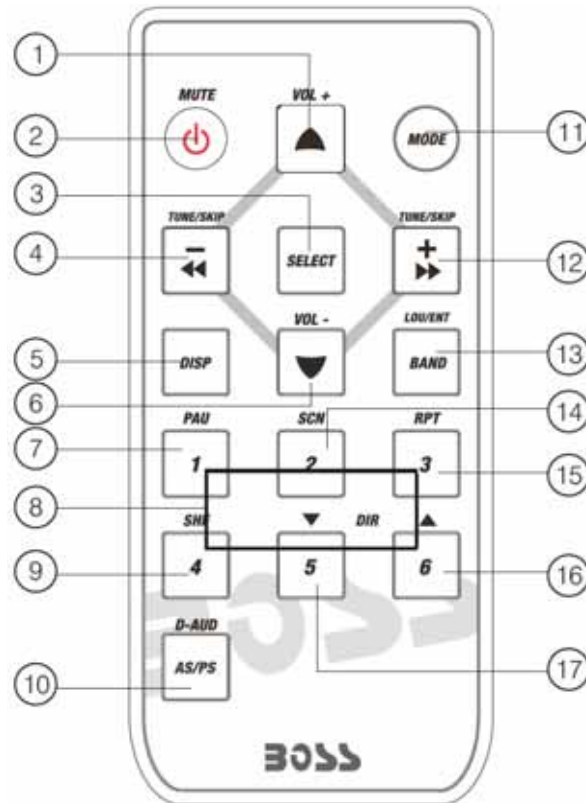 1
MUTE VOL +
2 MODE 11
3
TUNE/SKIP TUNE/SKIP
4 − SELECT + 12
VOL - LOU/ENT
5 DISP BAND 13
6
PAU SCN RPT 14
7 1 2 3 15
8
SHF DIR
9 4 5 6 16
D-AUD
10 AS/PS 17
BOSS
BOSS